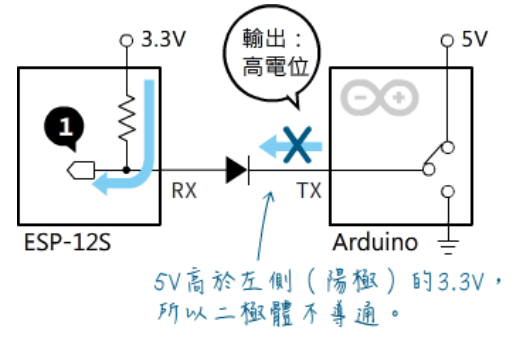 3.3V
輸出：
高電位
5V
1
RX
TX
ESP-12S
Arduino
5V高於左側（陽極）的3.3V，
所以二極體不導通。